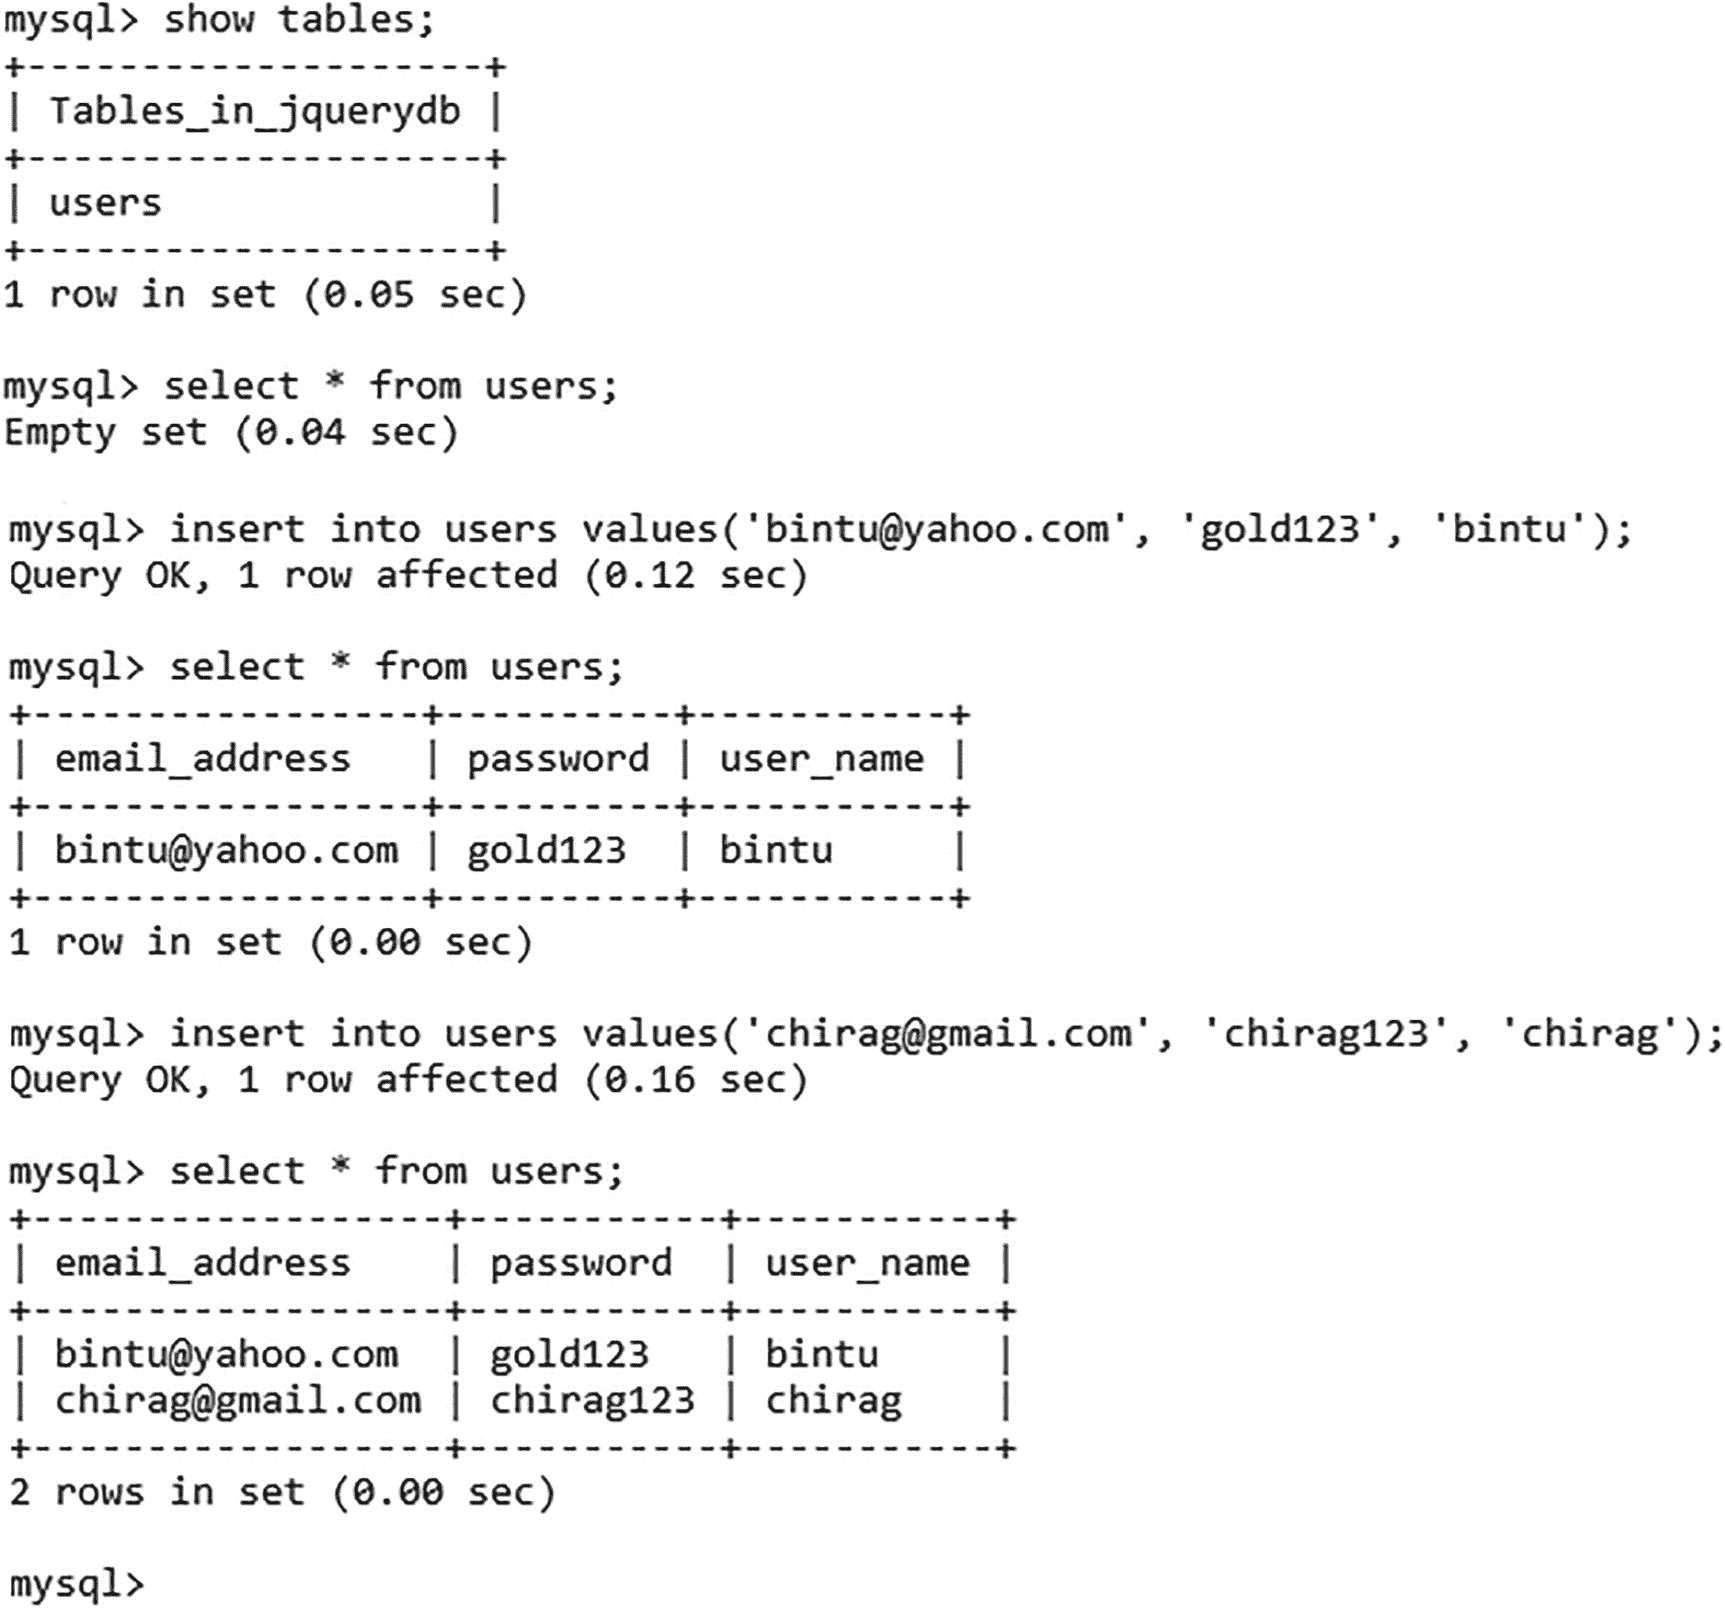 mysql> show tables;
+--------------------+
| Tables_in_jquerydb |
+--------------------+
| users              |
+--------------------+
1 row in set (0.05 sec)
mysql> select * from users;
Empty set (0.04 sec)
mysql> insert into users values('bintu@yahoo.com', 'gold123', 'bintu');
Query OK, 1 row affected (0.12 sec)
mysql> select * from users;
+-----------------+----------+-----------+
| email_address   | password | user_name |
+-----------------+----------+-----------+
| bintu@yahoo.com | gold123  | bintu     |
+-----------------+----------+-----------+
1 row in set (0.00 sec)
mysql> insert into users values('chirag@gmail.com', 'chirag123', 'chirag');
Query OK, 1 row affected (0.16 sec)
mysql> select * from users;
+------------------+-----------+-----------+
| email_address    | password  | user_name |
+------------------+-----------+-----------+
| bintu@yahoo.com  | gold123   | bintu     |
| chirag@gmail.com | chirag123 | chirag    |
+------------------+-----------+-----------+
2 rows in set (0.00 sec)
mysql>